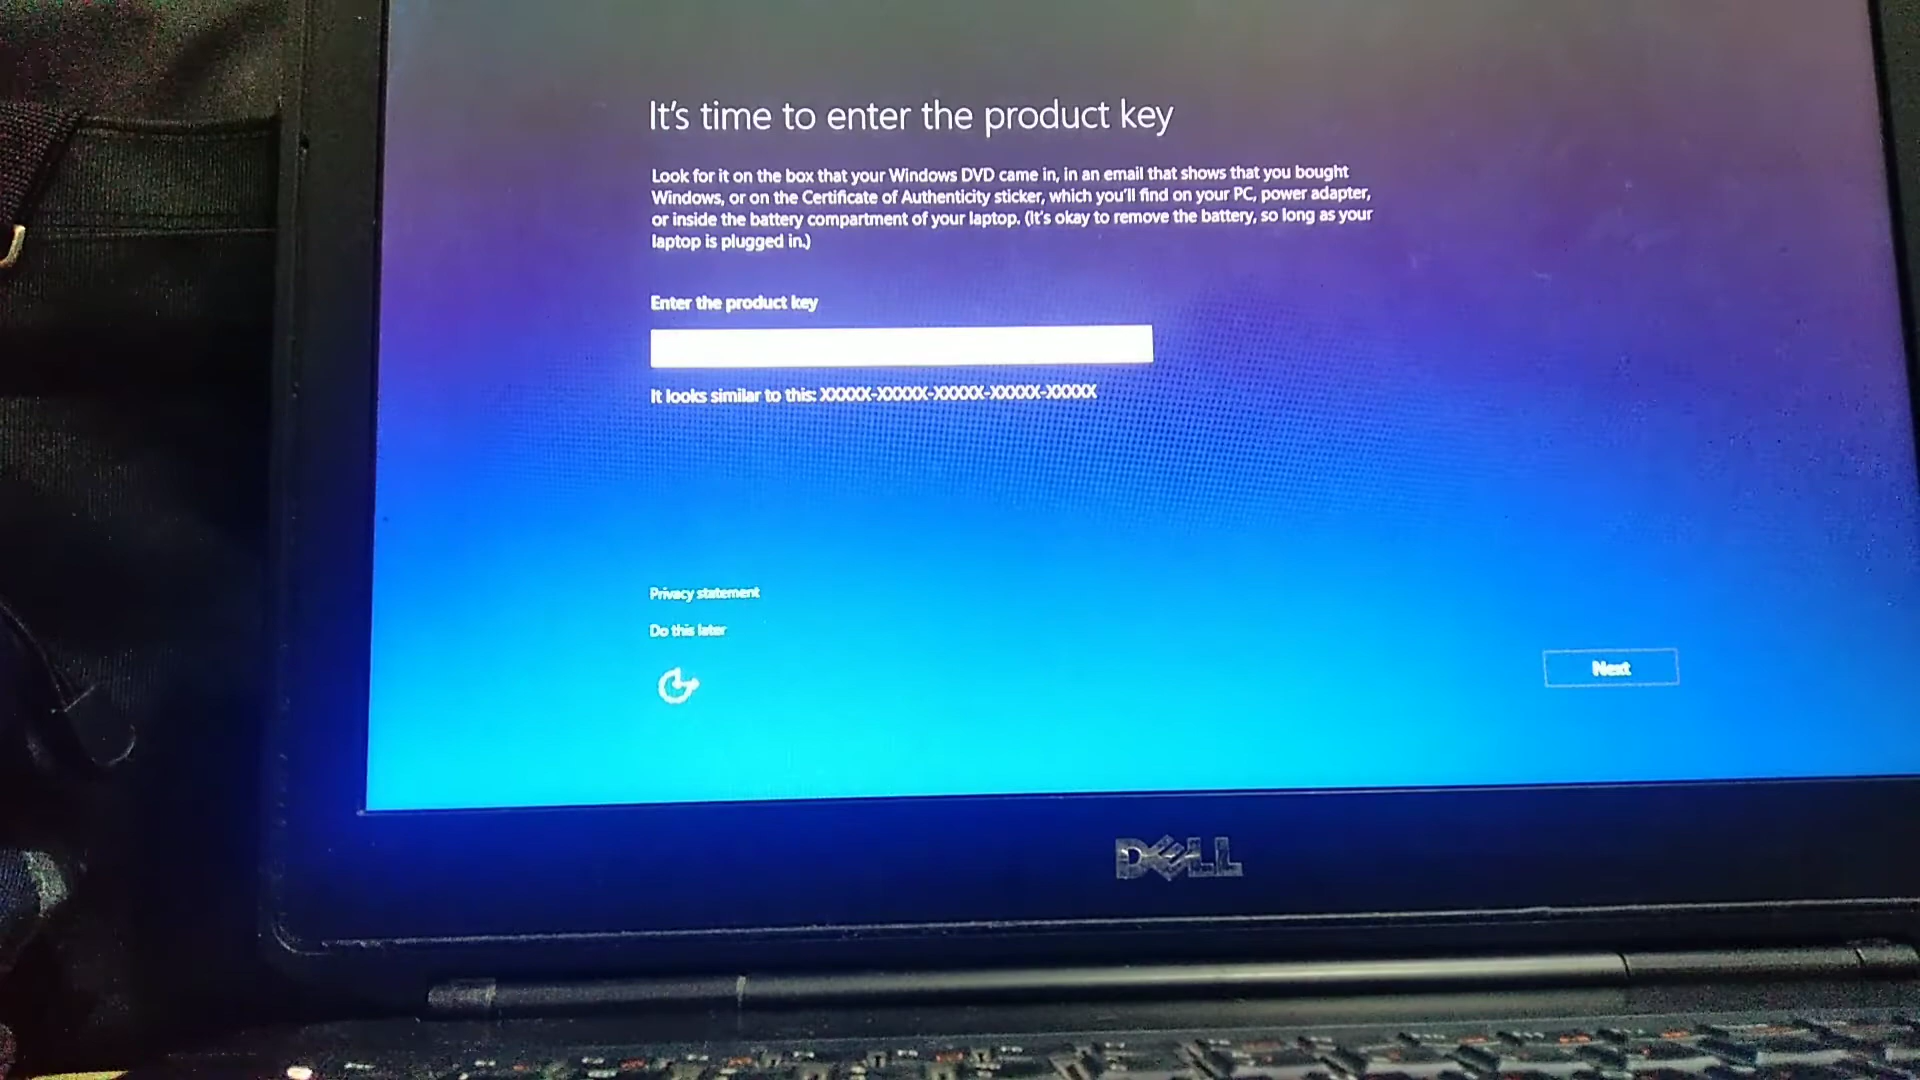 It's time to enter the product key
Look for it on the box that your Windows DVD came in, in an email that shows that you bought
Windows, or on the Certificate of Authenticity sticker, which you'll find on your PC, power adapter,
or inside the battery compartment of your laptop. (It's okay to remove the battery, so long as your
laptop is plugged in.)
Enter the product key
It looks similar to this: XXXXX-XXXXX-XXXXX-XXXXX-XXXXX
Privacy statement
Do this later
Next
DELL